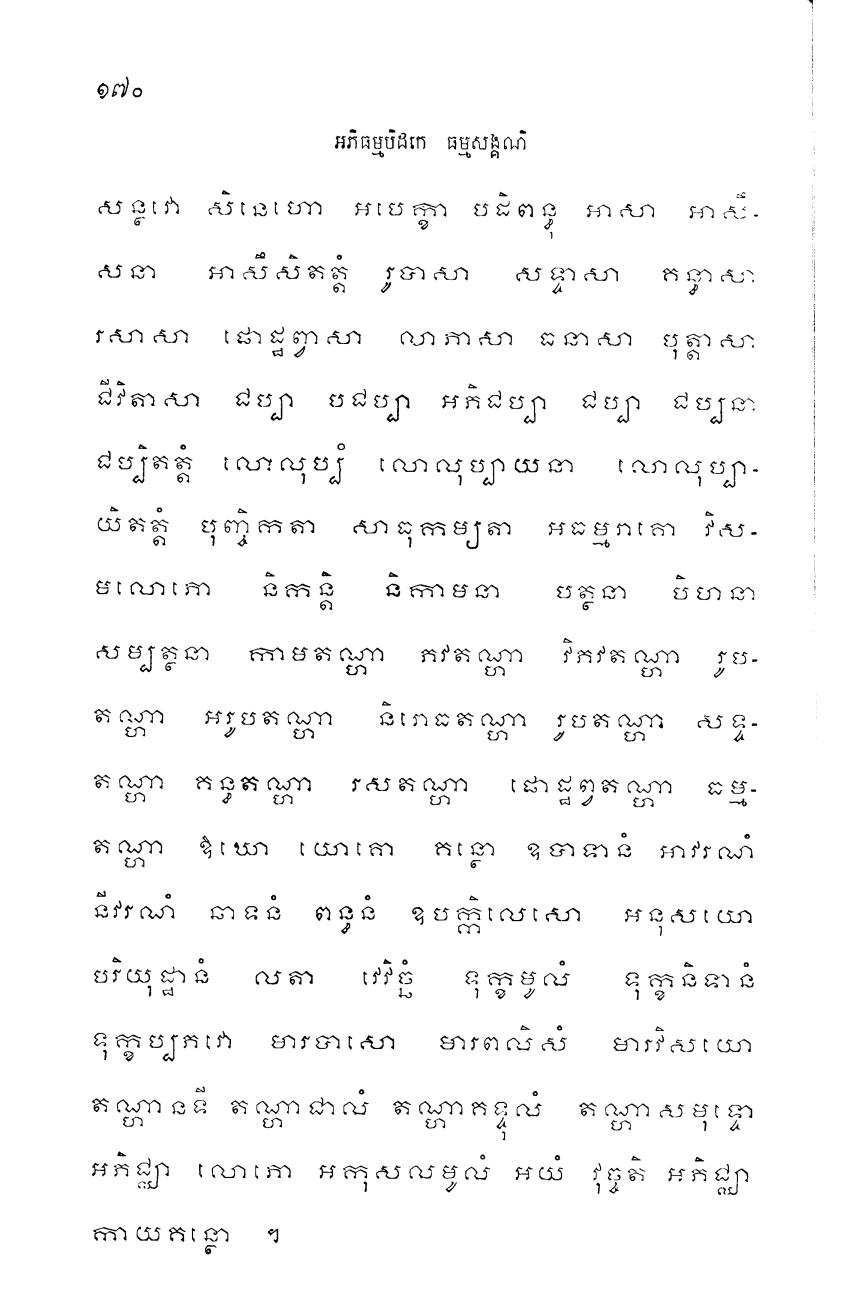 ១៧០
អភិធម្មបិដកេ ធម្មសង្គណិ
សន្ថវោ សិនេហោ អបេក្ខា បដិពន្ធុ អាសា អាសឹ-
សនា អាសឹសិតត្តំ រូបាសា សទ្ទាសា គន្ធាសា
រសាសា ផោដ្ឋព្វាសា លាភាសា ធនាសា បុត្តាសា
ជីវិតាសា ជប្បា បជប្បា អភិជប្បា ជប្បា ជប្បនា
ជប្បិតត្តំ លោលុប្បំ លោលុប្បាយនា លោលុប្បា-
យិតត្តំ បុញ្ចិកតា សាធុកម្យតា អធម្មរាគោ វិស-
មលោភោ និកន្តិ និកាមនា បត្ថនា បិហនា
សម្បត្ថនា កាមតណ្ហា ភវតណ្ហា វិភវតណ្ហា រូប-
តណ្ហា អរូបតណ្ហា និរោធតណ្ហា រូបតណ្ហា សទ្ទ-
តណ្ហា គន្ធតណ្ហា រសតណ្ហា ផោដ្ឋព្វតណ្ហា ធម្ម-
តណ្ហា ឱឃោ យោគោ គន្ថោ ឧបាទានំ អាវរណំ
នីវរណំ ឆាទនំ ពន្ធនំ ឧបក្កិលេសោ អនុសយោ
បរិយុដ្ឋានំ លតា វេវិច្ឆំ ទុក្ខមូលំ ទុក្ខនិទានំ
ទុក្ខប្បភវោ មារបាសោ មារពលិសំ មារវិសយោ
តណ្ហានទី តណ្ហាជាលំ តណ្ហាគទ្ទុលំ តណ្ហាសមុទ្ទោ
អភិជ្ឈា លោភោ អកុសលមូលំ អយំ វុច្ចតិ អភិជ្ឈា
កាយគន្ថោ ។